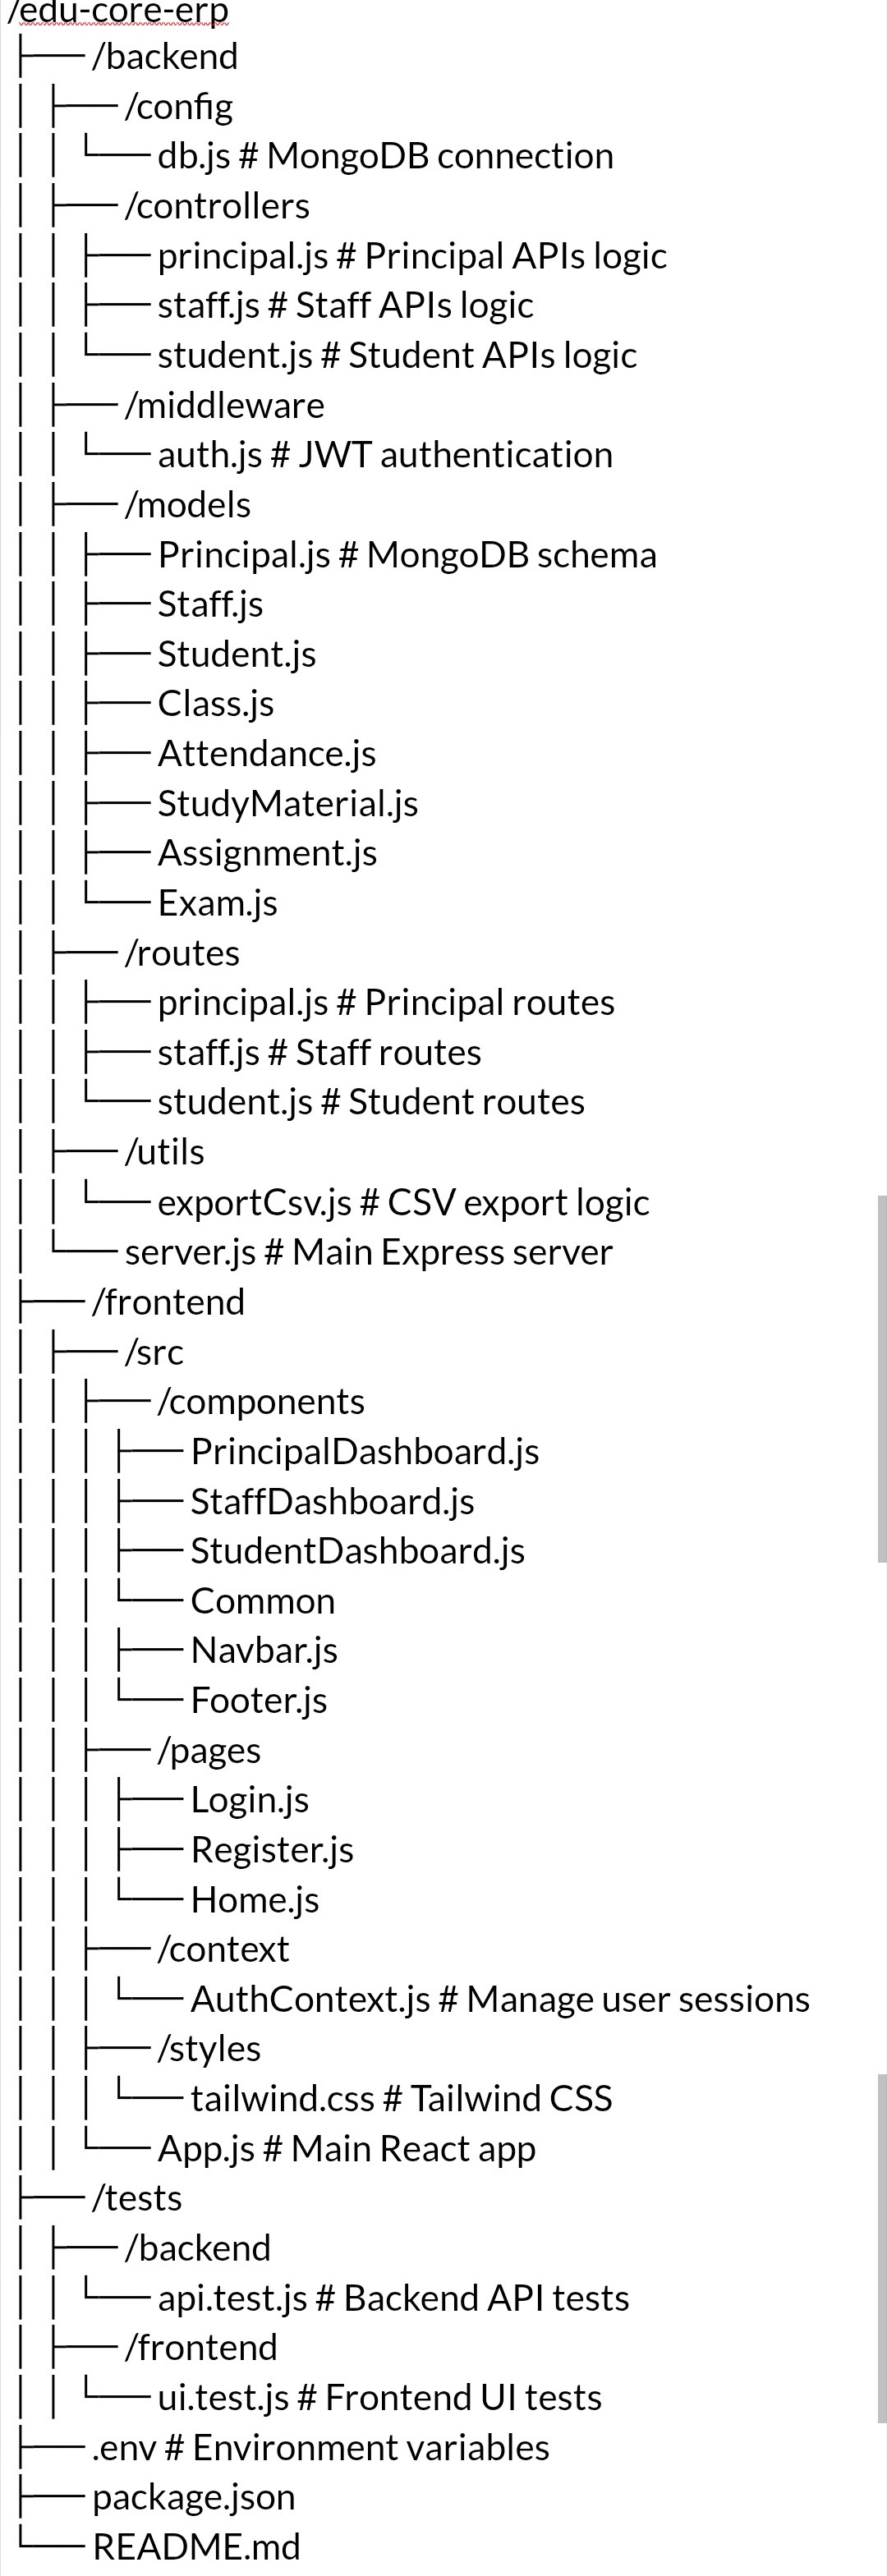 /edu-core-erp
├── /backend
│ ├── /config
│ │ └── db.js # MongoDB connection
│ ├── /controllers
│ │ ├── principal.js # Principal APIs logic
│ │ ├── staff.js # Staff APIs logic
│ │ └── student.js # Student APIs logic
│ ├── /middleware
│ │ └── auth.js # JWT authentication
│ ├── /models
│ │ ├── Principal.js # MongoDB schema
│ │ ├── Staff.js
│ │ ├── Student.js
│ │ ├── Class.js
│ │ ├── Attendance.js
│ │ ├── StudyMaterial.js
│ │ ├── Assignment.js
│ │ └── Exam.js
│ ├── /routes
│ │ ├── principal.js # Principal routes
│ │ ├── staff.js # Staff routes
│ │ └── student.js # Student routes
│ ├── /utils
│ │ └── exportCsv.js # CSV export logic
│ └── server.js # Main Express server
├── /frontend
│ ├── /src
│ │ ├── /components
│ │ │ ├── PrincipalDashboard.js
│ │ │ ├── StaffDashboard.js
│ │ │ ├── StudentDashboard.js
│ │ │ └── Common
│ │ │ ├── Navbar.js
│ │ │ └── Footer.js
│ │ ├── /pages
│ │ │ ├── Login.js
│ │ │ ├── Register.js
│ │ │ └── Home.js
│ │ ├── /context
│ │ │ └── AuthContext.js # Manage user sessions
│ │ ├── /styles
│ │ │ └── tailwind.css # Tailwind CSS
│ │ └── App.js # Main React app
├── /tests
│ ├── /backend
│ │ └── api.test.js # Backend API tests
│ ├── /frontend
│ │ └── ui.test.js # Frontend UI tests
├── .env # Environment variables
├── package.json
└── README.md